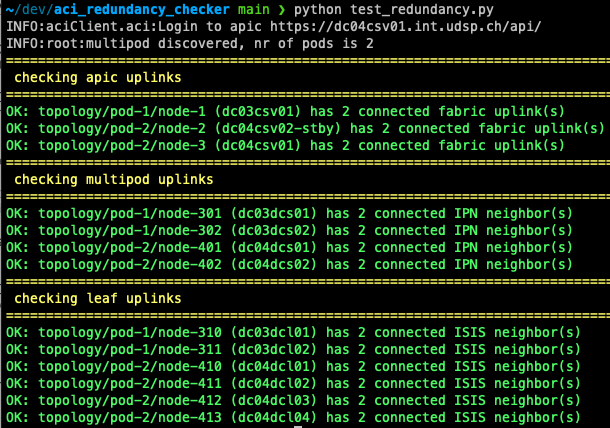 ~/dev/aci_redundancy_checker main ❯ python test_redundancy.py
INFO:aciClient.aci:Login to apic https://dc04csv01.int.udsp.ch/api/
INFO:root:multipod discovered, nr of pods is 2
================================================================================
 checking apic uplinks
================================================================================
OK: topology/pod-1/node-1 (dc03csv01) has 2 connected fabric uplink(s)
OK: topology/pod-2/node-2 (dc04csv02-stby) has 2 connected fabric uplink(s)
OK: topology/pod-2/node-3 (dc04csv01) has 2 connected fabric uplink(s)
================================================================================
 checking multipod uplinks
================================================================================
OK: topology/pod-1/node-301 (dc03dcs01) has 2 connected IPN neighbor(s)
OK: topology/pod-1/node-302 (dc03dcs02) has 2 connected IPN neighbor(s)
OK: topology/pod-2/node-401 (dc04dcs01) has 2 connected IPN neighbor(s)
OK: topology/pod-2/node-402 (dc04dcs02) has 2 connected IPN neighbor(s)
================================================================================
 checking leaf uplinks
================================================================================
OK: topology/pod-1/node-310 (dc03dcl01) has 2 connected ISIS neighbor(s)
OK: topology/pod-1/node-311 (dc03dcl02) has 2 connected ISIS neighbor(s)
OK: topology/pod-2/node-410 (dc04dcl01) has 2 connected ISIS neighbor(s)
OK: topology/pod-2/node-411 (dc04dcl02) has 2 connected ISIS neighbor(s)
OK: topology/pod-2/node-412 (dc04dcl03) has 2 connected ISIS neighbor(s)
OK: topology/pod-2/node-413 (dc04dcl04) has 2 connected ISIS neighbor(s)